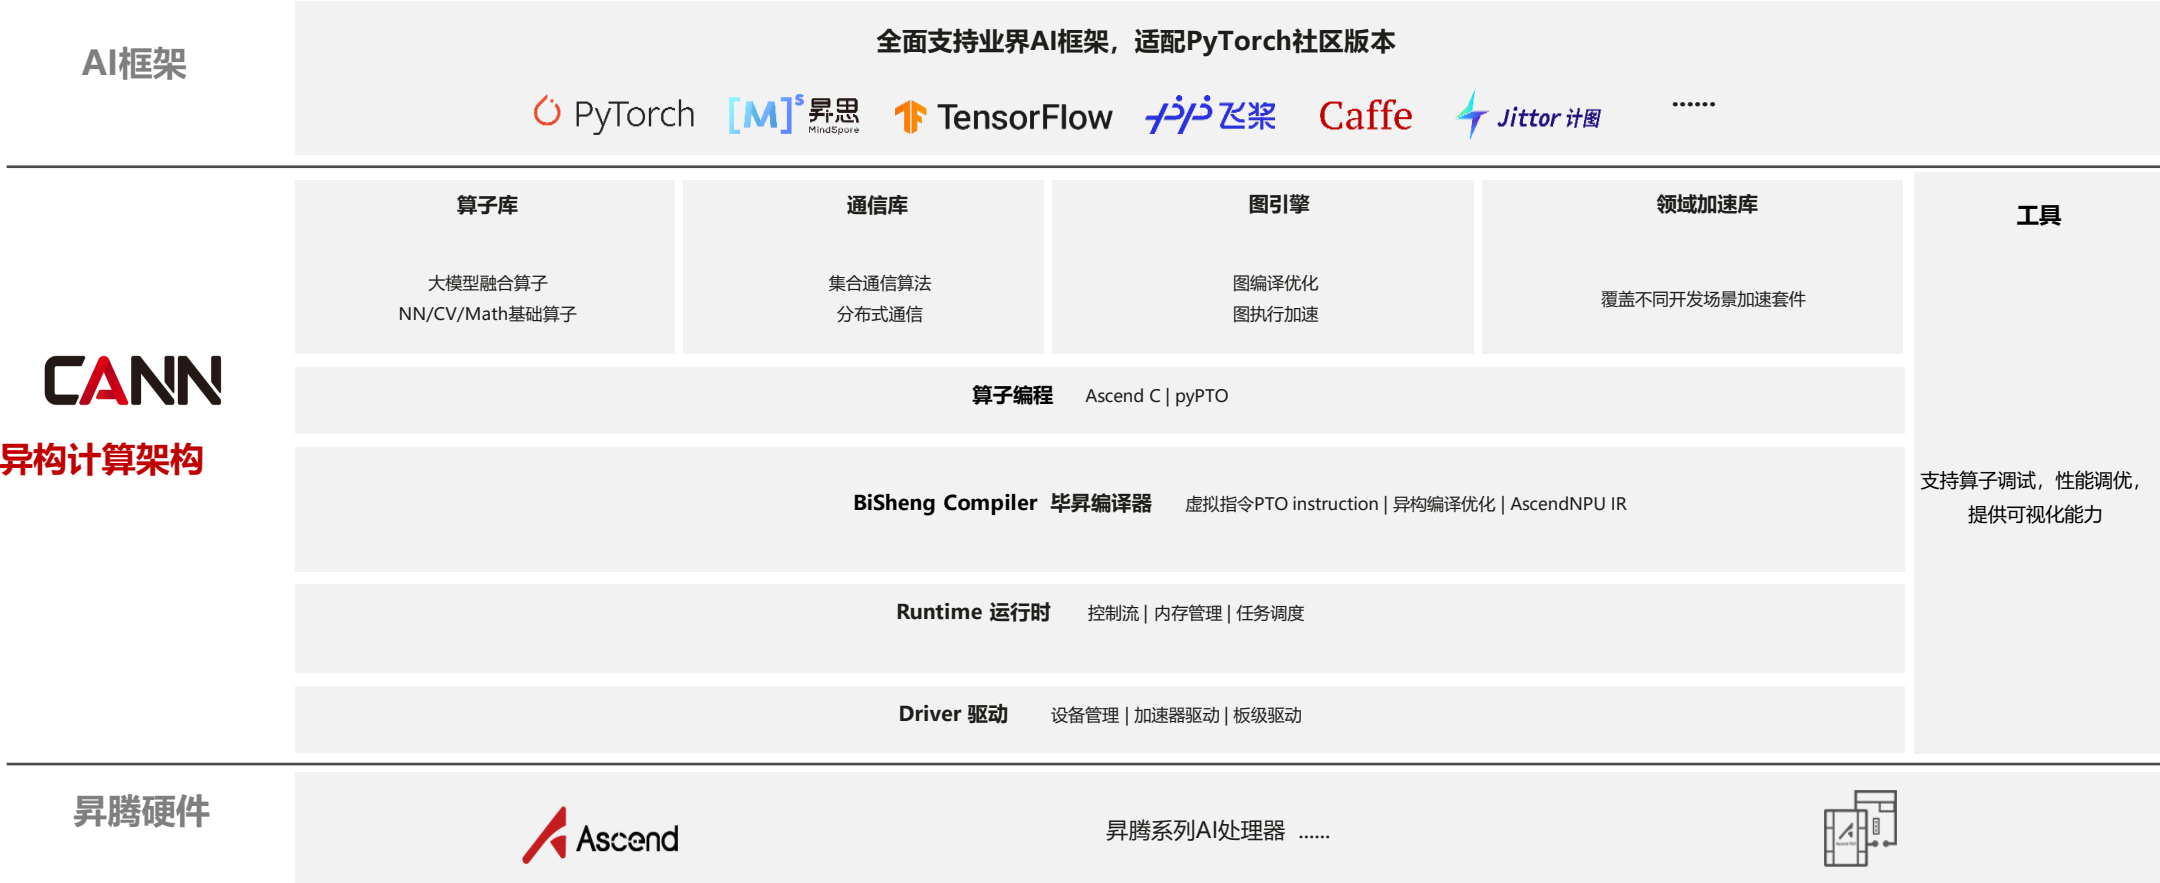 AI框架
全面支持业界AI框架，适配PyTorch社区版本
PyTorch
[M]s 昇思
MindSpore
TensorFlow
飞桨
Caffe
Jittor 计图
......
CANN
异构计算架构
算子库
大模型融合算子
NN/CV/Math基础算子
通信库
集合通信算法
分布式通信
图引擎
图编译优化
图执行加速
领域加速库
覆盖不同开发场景加速套件
工具
支持算子调试，性能调优，
提供可视化能力
算子编程 Ascend C | pyPTO
BiSheng Compiler 毕昇编译器 虚拟指令PTO instruction | 异构编译优化 | AscendNPU IR
Runtime 运行时 控制流 | 内存管理 | 任务调度
Driver 驱动 设备管理 | 加速器驱动 | 板级驱动
昇腾硬件
Ascend
昇腾系列AI处理器 ......